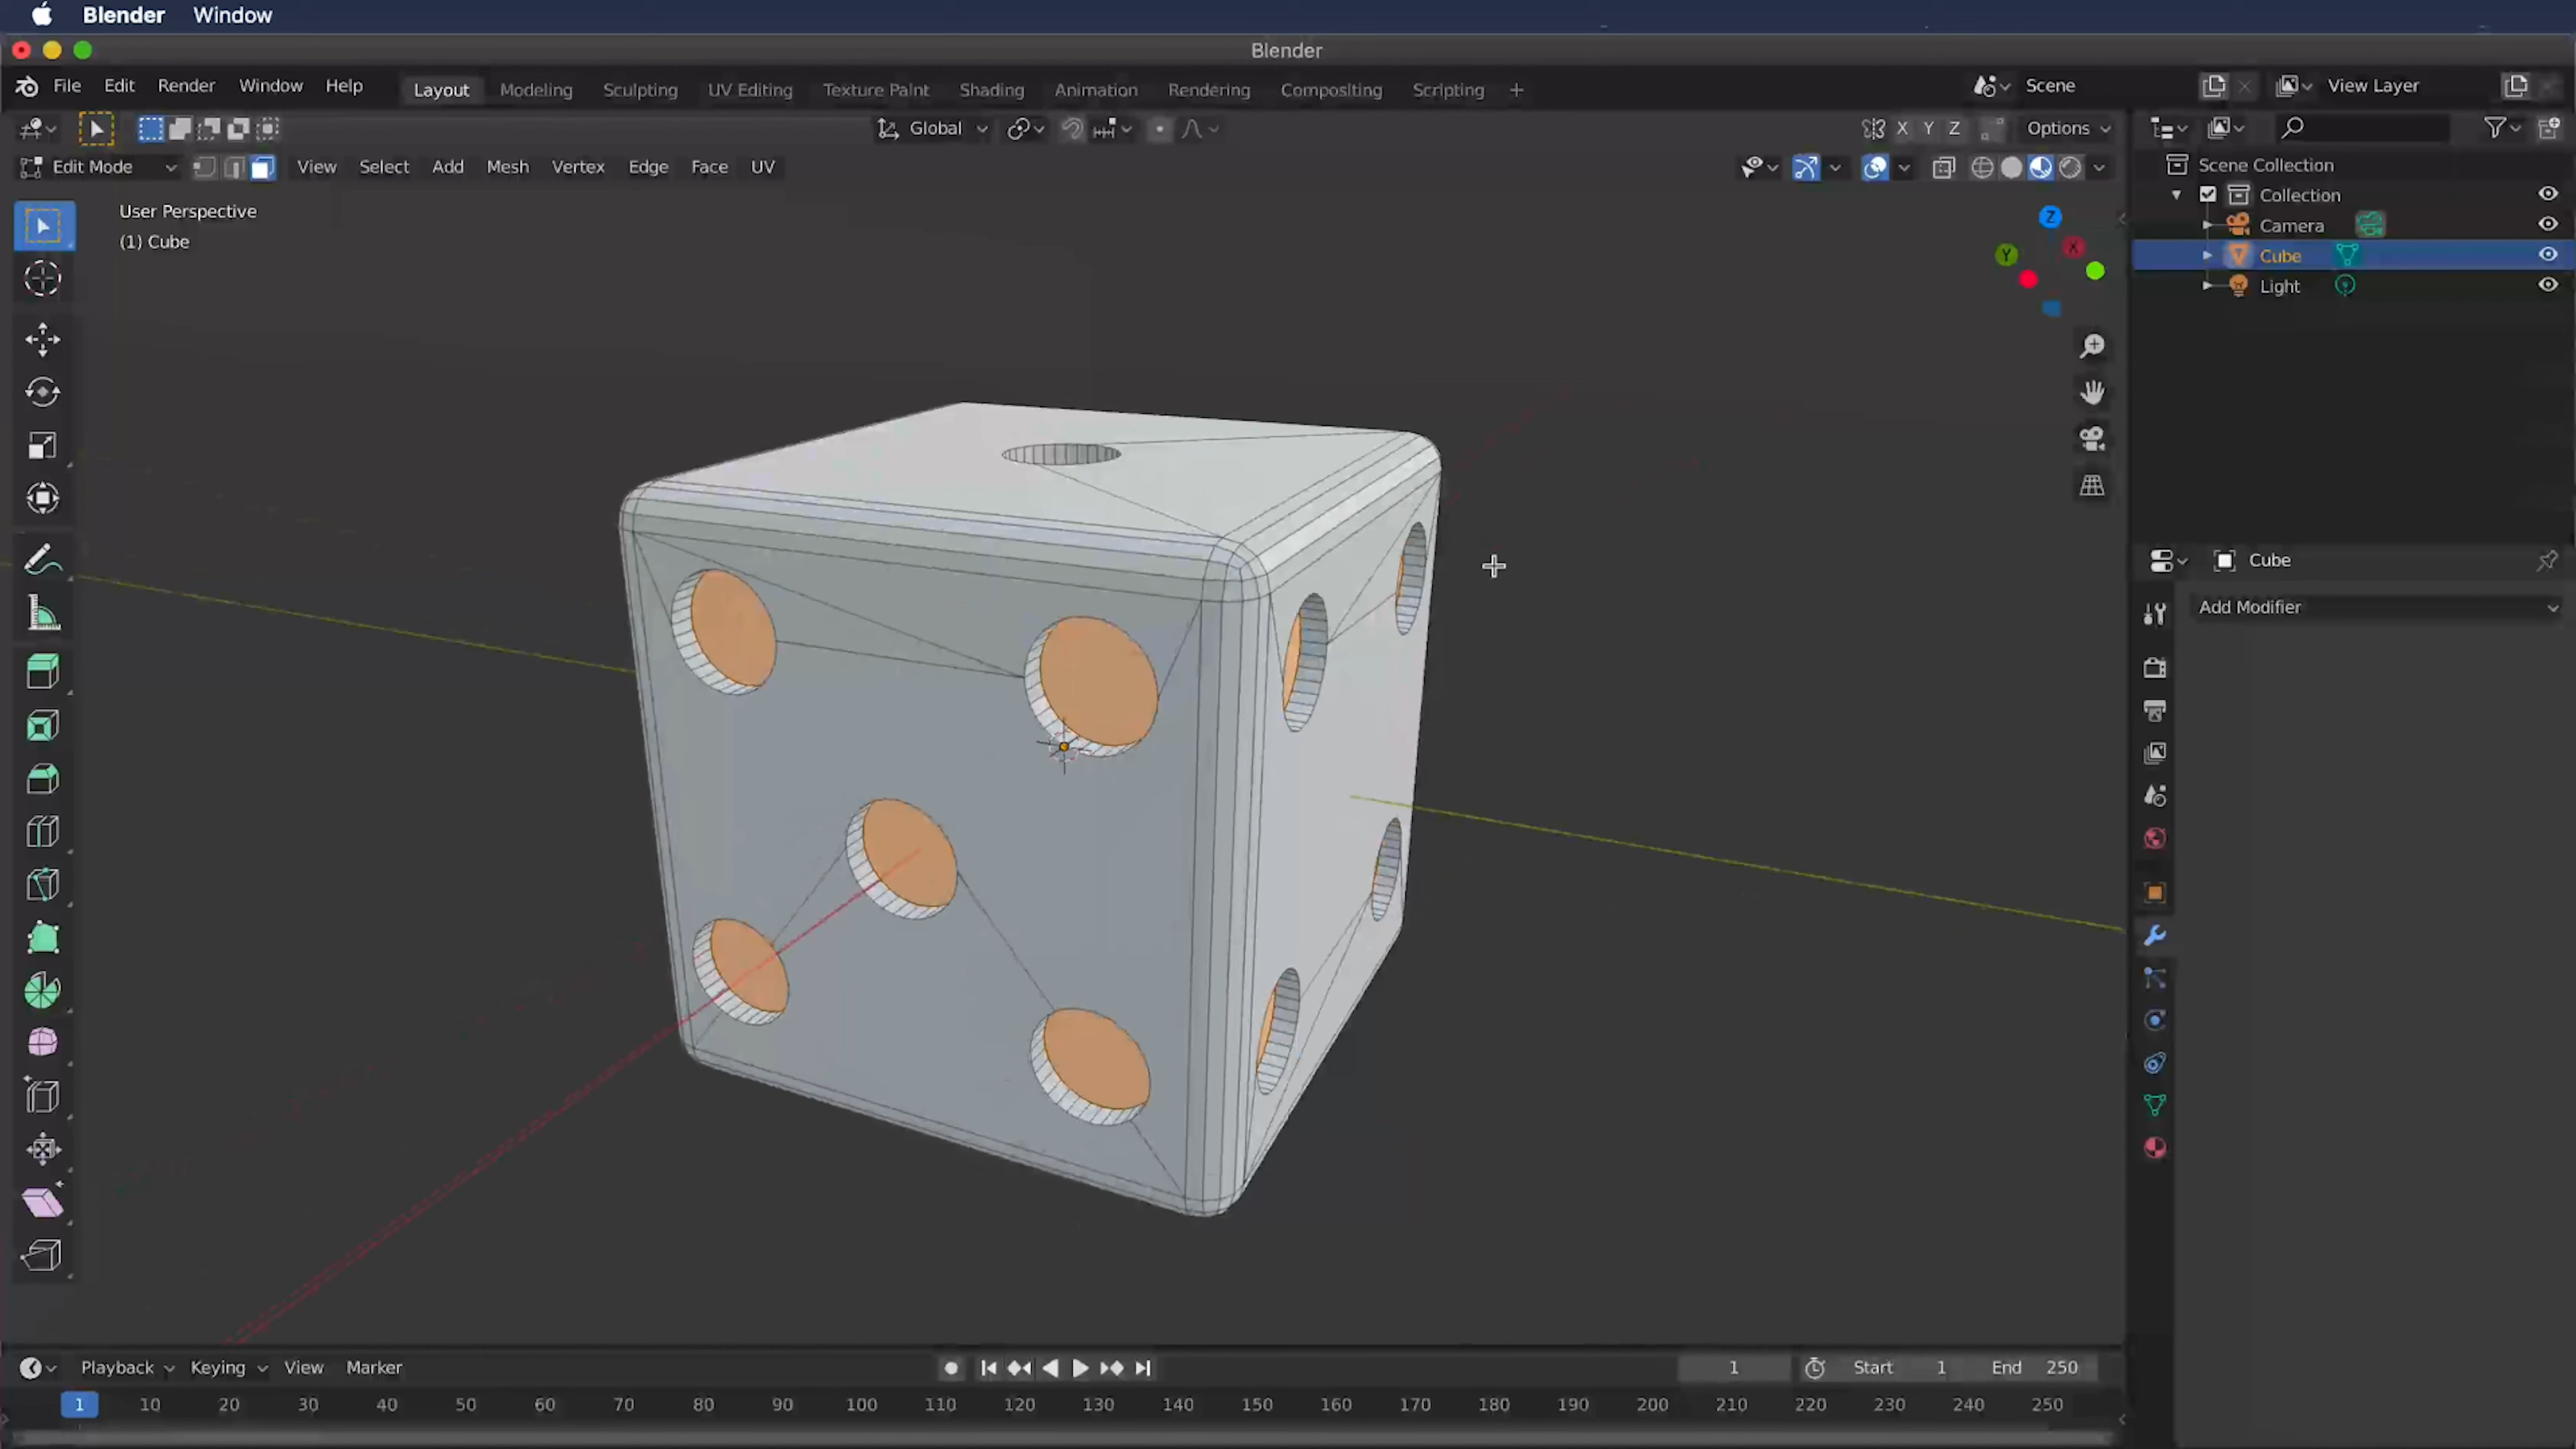 Blender Window
Blender
File Edit Render Window Help Layout Modeling Sculpting UV Editing Texture Paint Shading Animation Rendering Compositing Scripting + Scene View Layer
Global X Y Z Options
Edit Mode View Select Add Mesh Vertex Edge Face UV
User Perspective
(1) Cube
Z
X
Y
Scene Collection
Collection
Camera
Cube
Light
Cube
Add Modifier
Playback Keying View Marker 1 Start 1 End 250
1 10 20 30 40 50 60 70 80 90 100 110 120 130 140 150 160 170 180 190 200 210 220 230 240 250